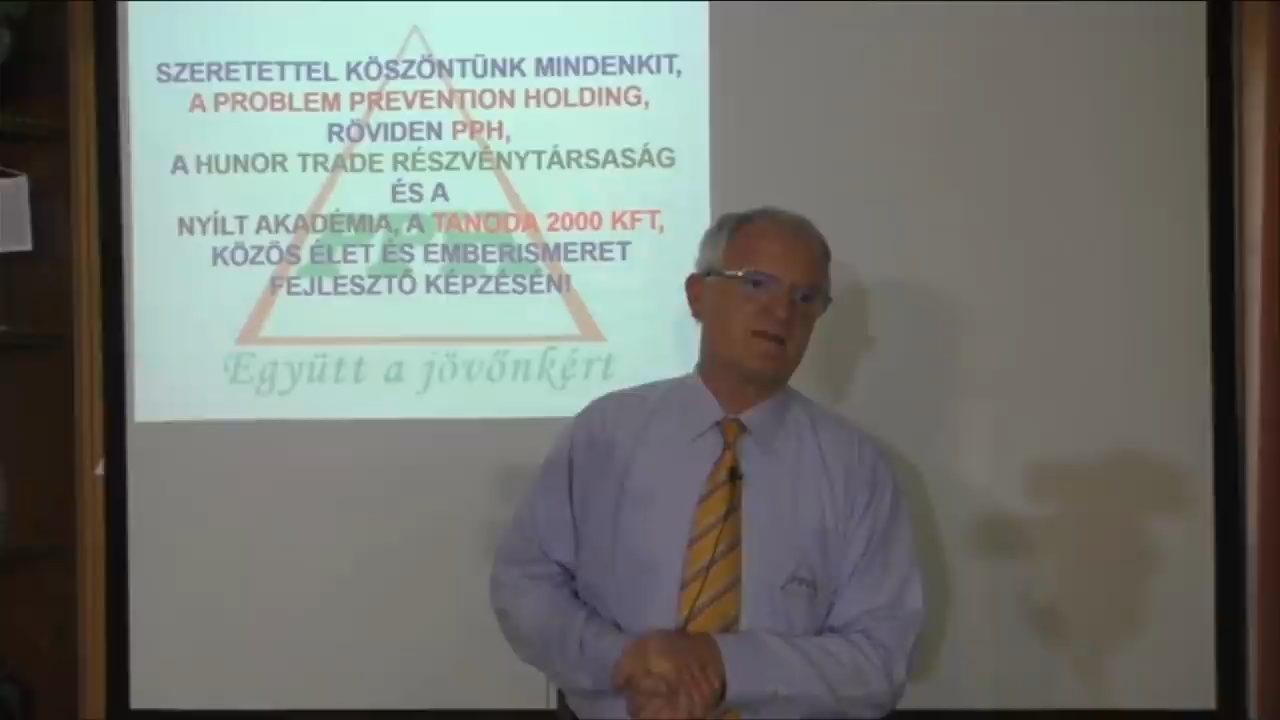 SZERETETTEL KÖSZÖNTÜNK MINDENKIT,
A PROBLEM PREVENTION HOLDING,
RÖVIDEN PPH,
A HUNOR TRADE RÉSZVÉNYTÁRSASÁG
ÉS A
NYÍLT AKADÉMIA, A TANODA 2000 KFT,
KÖZÖS ÉLET ÉS EMBERISMERET
FEJLESZTŐ KÉPZÉSÉN!
Együtt a jövőnkért